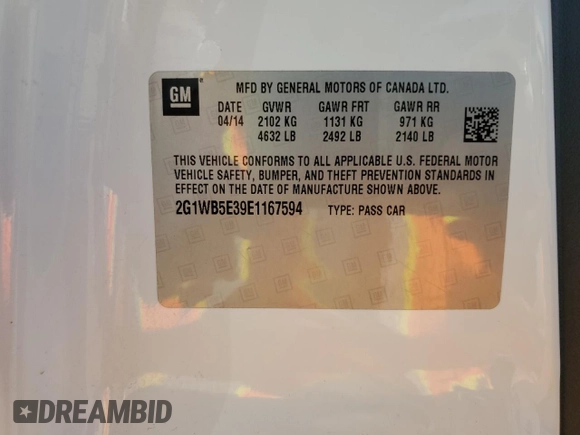 GM
MFD BY GENERAL MOTORS OF CANADA LTD.
DATE GVWR GAWR FRT GAWR RR
04/14 2102 KG 1131 KG 971 KG
4632 LB 2492 LB 2140 LB
THIS VEHICLE CONFORMS TO ALL APPLICABLE U.S. FEDERAL MOTOR
VEHICLE SAFETY, BUMPER, AND THEFT PREVENTION STANDARDS IN
EFFECT ON THE DATE OF MANUFACTURE SHOWN ABOVE.
2G1WB5E39E1167594 TYPE: PASS CAR
DREAMBID